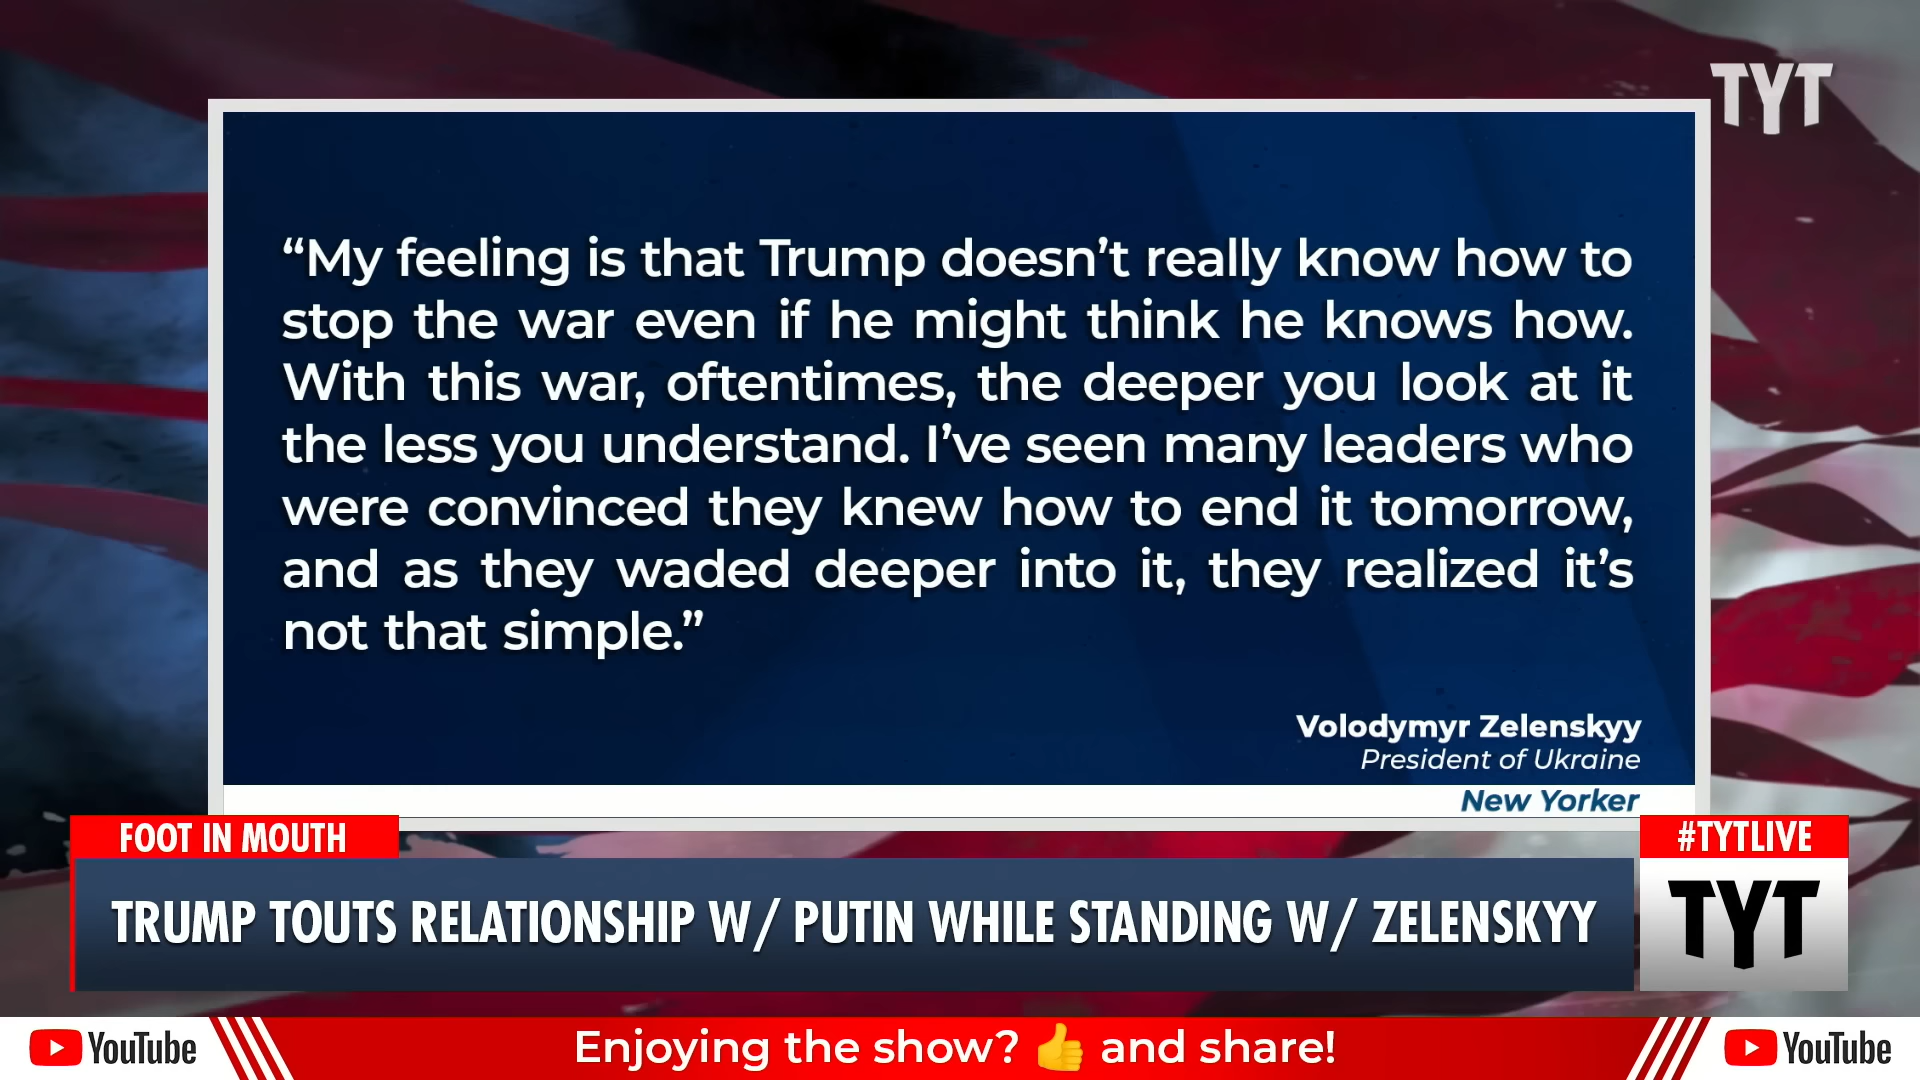 TYT
“My feeling is that Trump doesn’t really know how to
stop the war even if he might think he knows how.
With this war, oftentimes, the deeper you look at it
the less you understand. I’ve seen many leaders who
were convinced they knew how to end it tomorrow,
and as they waded deeper into it, they realized it’s
not that simple.”
Volodymyr Zelenskyy
President of Ukraine
New Yorker
FOOT IN MOUTH
TRUMP TOUTS RELATIONSHIP W/ PUTIN WHILE STANDING W/ ZELENSKYY
#TYTLIVE
TYT
YouTube
Enjoying the show? 👍 and share!
YouTube